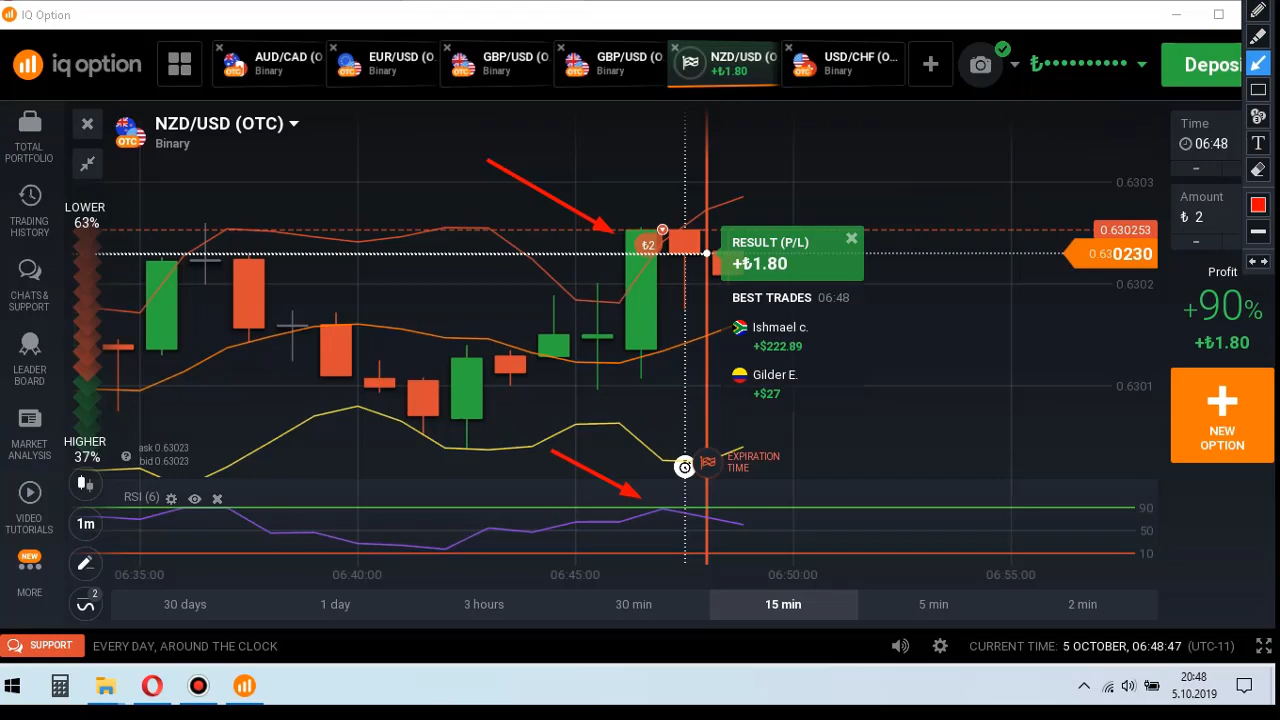 IQ Option
iq option
AUD/CAD (O
Binary
EUR/USD (O.
Binary
GBP/USD (O
Binary
GBP/USD (O
Binary
NZD/USD (O
+₺1.80
USD/CHF (O...
Binary
₺••••••••••
Deposi
TOTAL
PORTFOLIO
TRADING
HISTORY
CHATS &
SUPPORT
LEADER
BOARD
MARKET
ANALYSIS
VIDEO
TUTORIALS
NEW
MORE
OTC
NZD/USD (OTC)
Binary
LOWER
63%
HIGHER
37%
ask 0.63023
bid 0.63023
RSI (6)
1m
2
₺2
RESULT (P/L)
+₺1.80
BEST TRADES 06:48
Ishmael c.
+$222.89
Gilder E.
+$27
EXPIRATION
TIME
0.6303
0.630253
0.630230
0.6302
0.6301
90
50
10
06:35:00
06:40:00
06:45:00
06:50:00
06:55:00
30 days
1 day
3 hours
30 min
15 min
5 min
2 min
Time
06:48
-
Amount
₺ 2
-
Profit
+90%
+₺1.80
+
NEW
OPTION
T
SUPPORT
EVERY DAY, AROUND THE CLOCK
CURRENT TIME: 5 OCTOBER, 06:48:47 (UTC-11)
20:48
5.10.2019